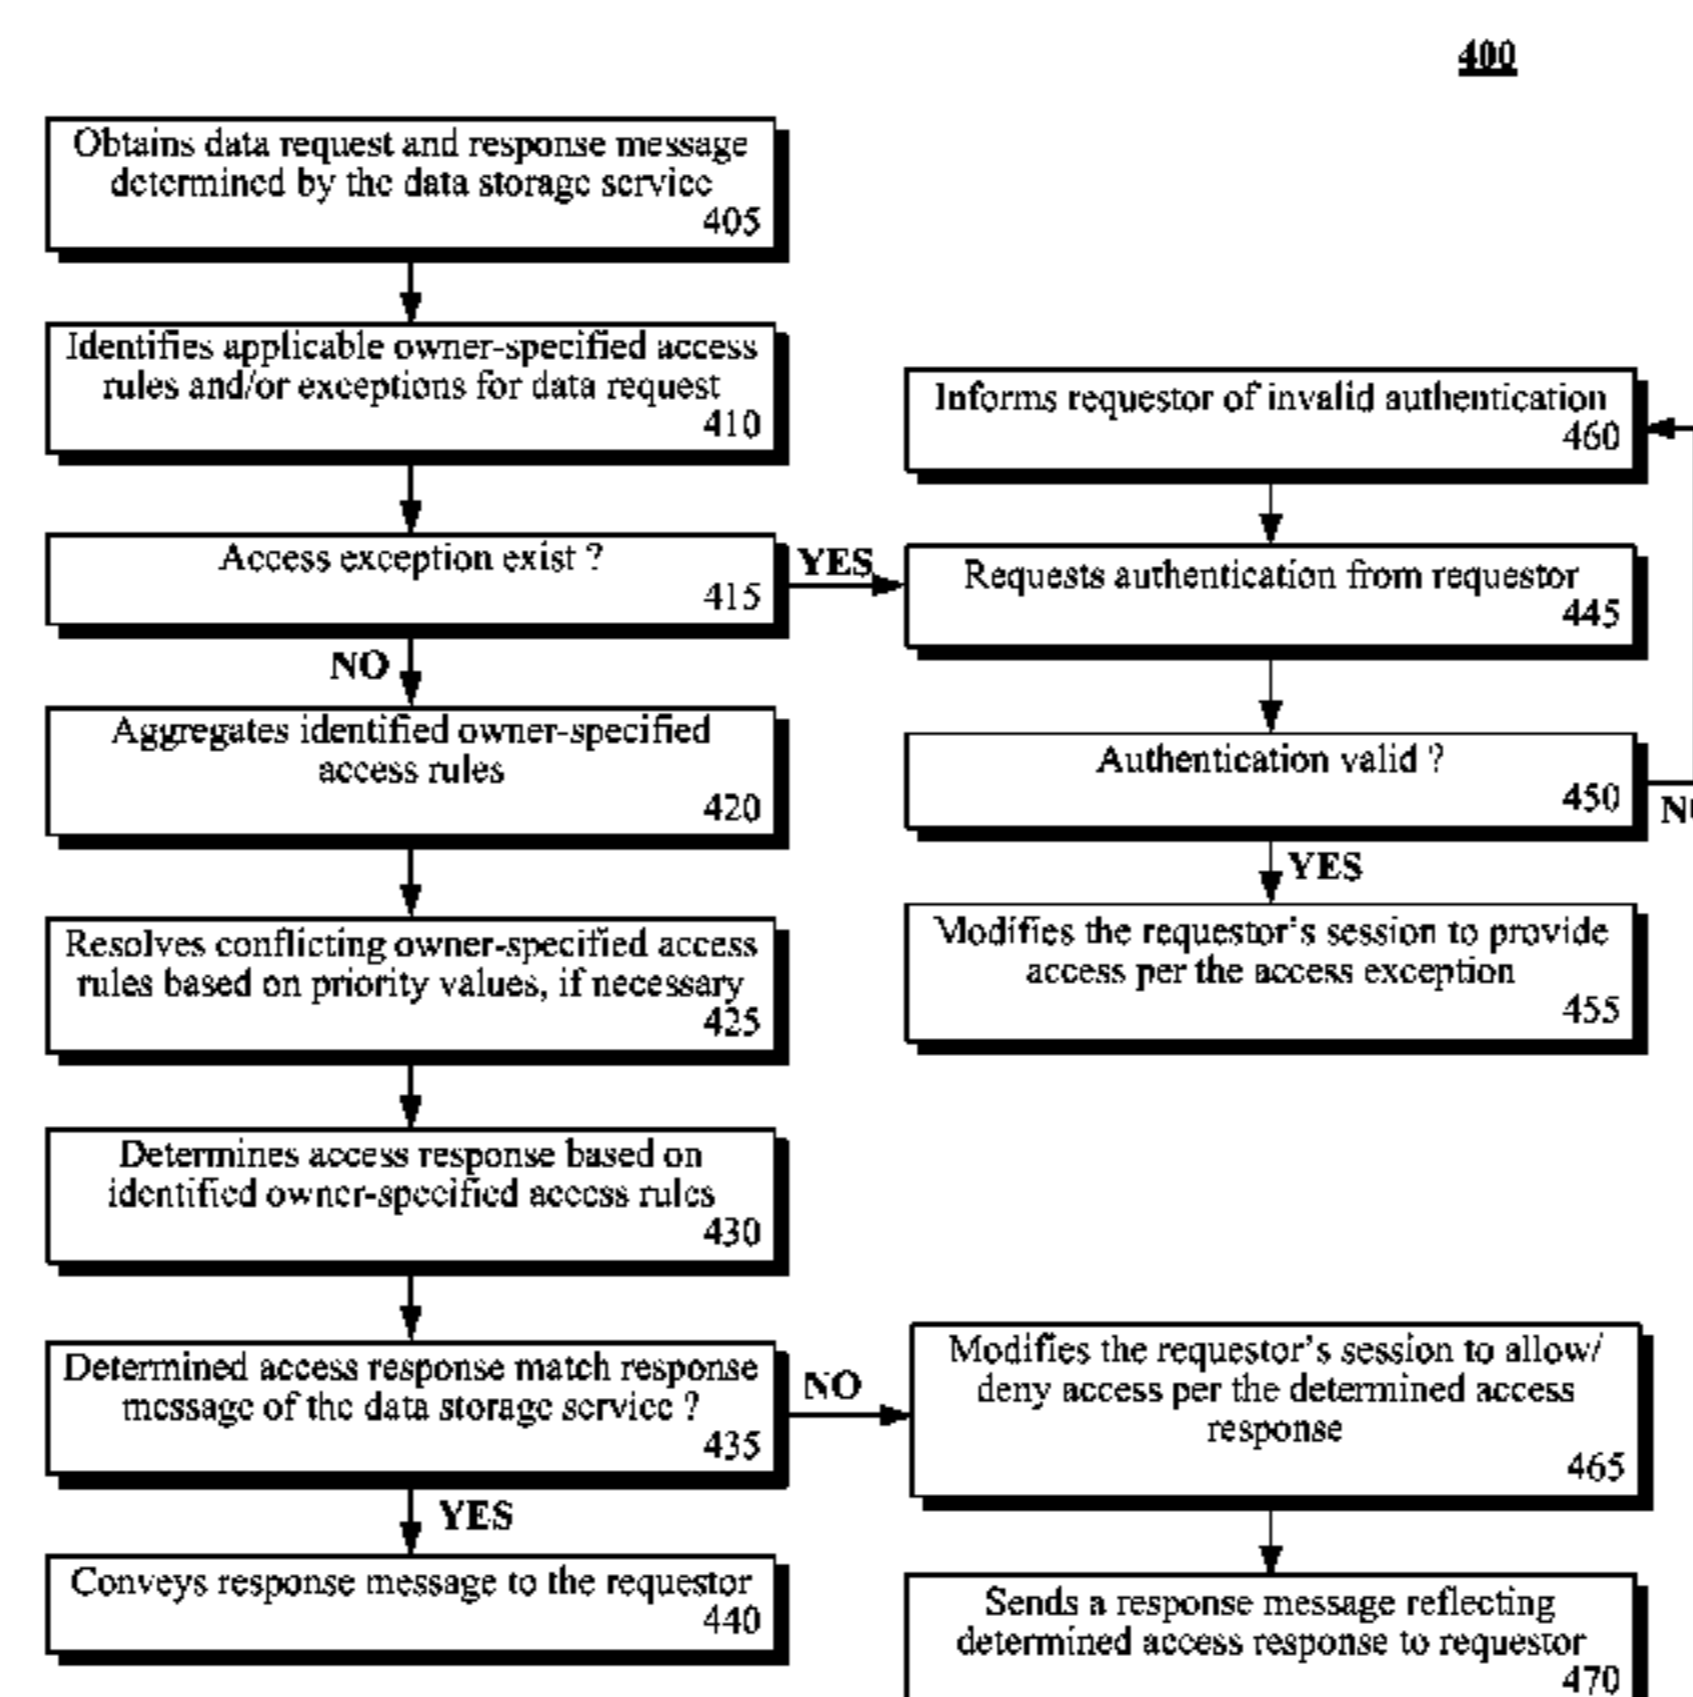 400
Obtains data request and response message
determined by the data storage service
405
Identifies applicable owner-specified access
rules and/or exceptions for data request
410
Access exception exist ?
415
YES
NO
Aggregates identified owner-specified
access rules
420
Resolves conflicting owner-specified access
rules based on priority values, if necessary
425
Determines access response based on
identified owner-specified access rules
430
Determined access response match response
message of the data storage service ?
435
NO
YES
Conveys response message to the requestor
440
Informs requestor of invalid authentication
460
Requests authentication from requestor
445
Authentication valid ?
450
YES
Modifies the requestor's session to provide
access per the access exception
455
Modifies the requestor's session to allow/
deny access per the determined access
response
465
Sends a response message reflecting
determined access response to requestor
470